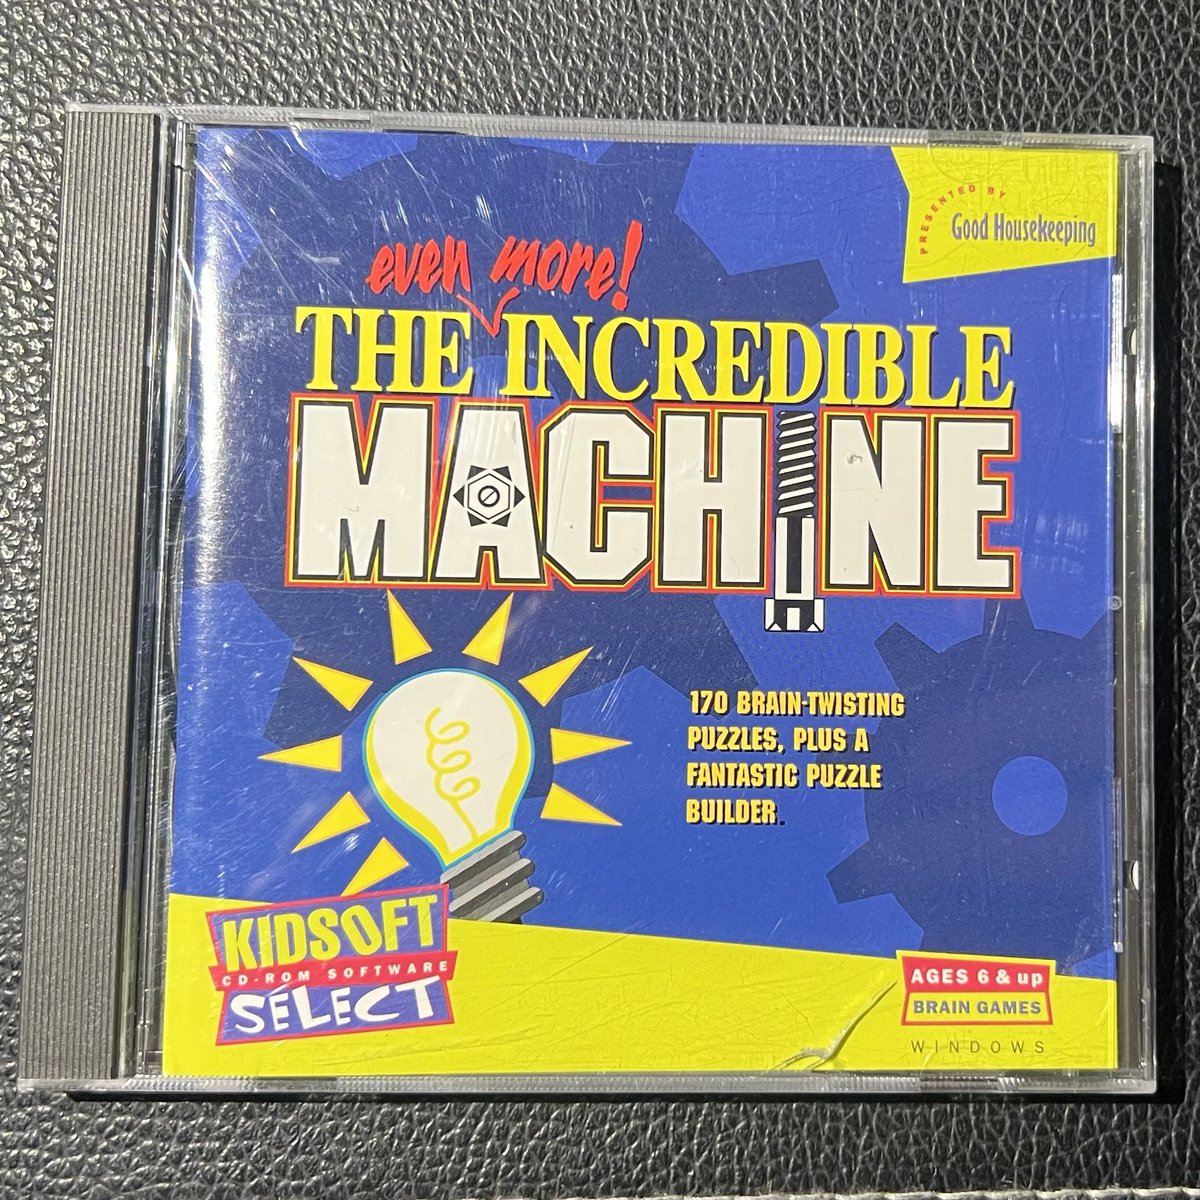 PRESENTED BY
Good Housekeeping
even more!
THE INCREDIBLE
MACHINE
170 BRAIN-TWISTING
PUZZLES, PLUS A
FANTASTIC PUZZLE
BUILDER.
KIDSOFT
CD-ROM SOFTWARE
SELECT
AGES 6 & up
BRAIN GAMES
WINDOWS